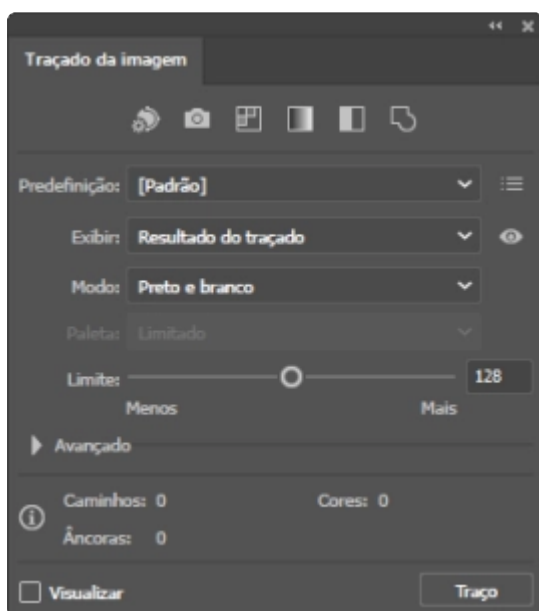 Traçado da imagem
Predefinição: [Padrão]
Exibir: Resultado do traçado
Modo: Preto e branco
Paleta: Limitado
Limite: 128
Menos Mais
Avançado
Caminhos: 0 Cores: 0
Âncoras: 0
Visualizar Traço